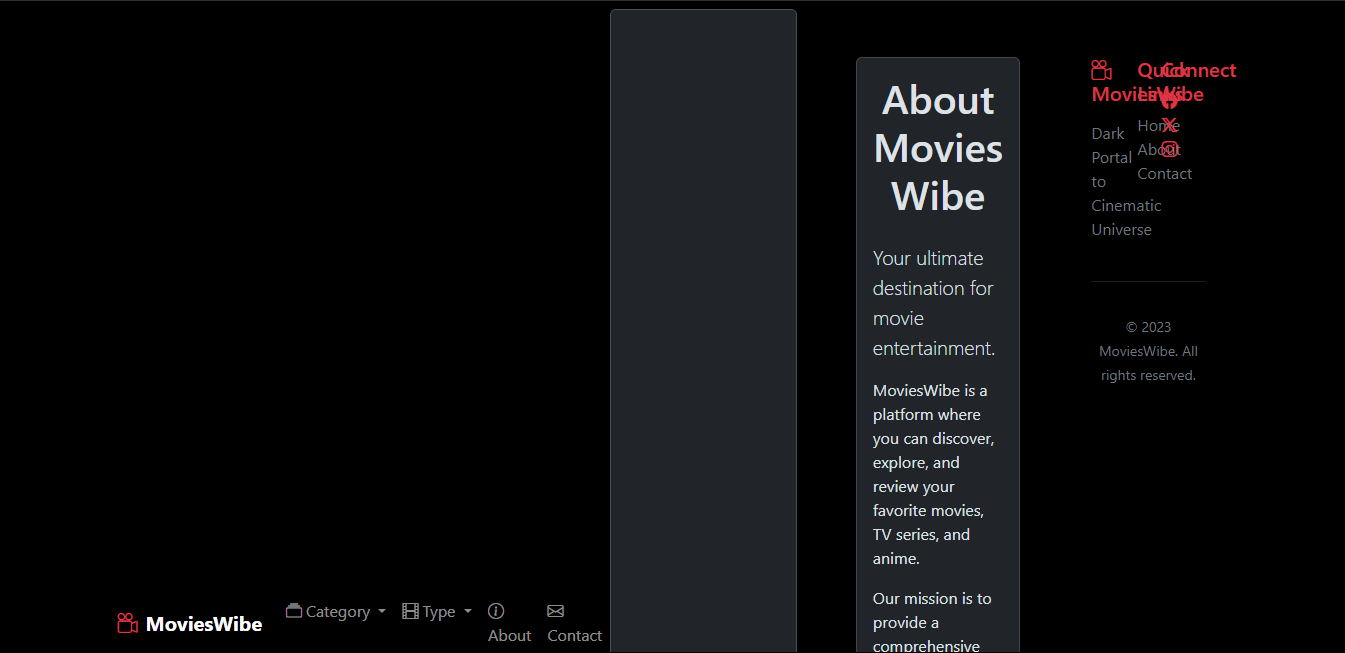 MoviesWibe
Category
Type
About
Contact
About
Movies
Wibe
Your ultimate
destination for
movie
entertainment.
MoviesWibe is a
platform where
you can discover,
explore, and
review your
favorite movies,
TV series, and
anime.
Our mission is to
provide a
comprehensive
MoviesWibe
Dark
Portal
to
Cinematic
Universe
Quick
Links
Home
About
Contact
Connect
© 2023
MoviesWibe. All
rights reserved.